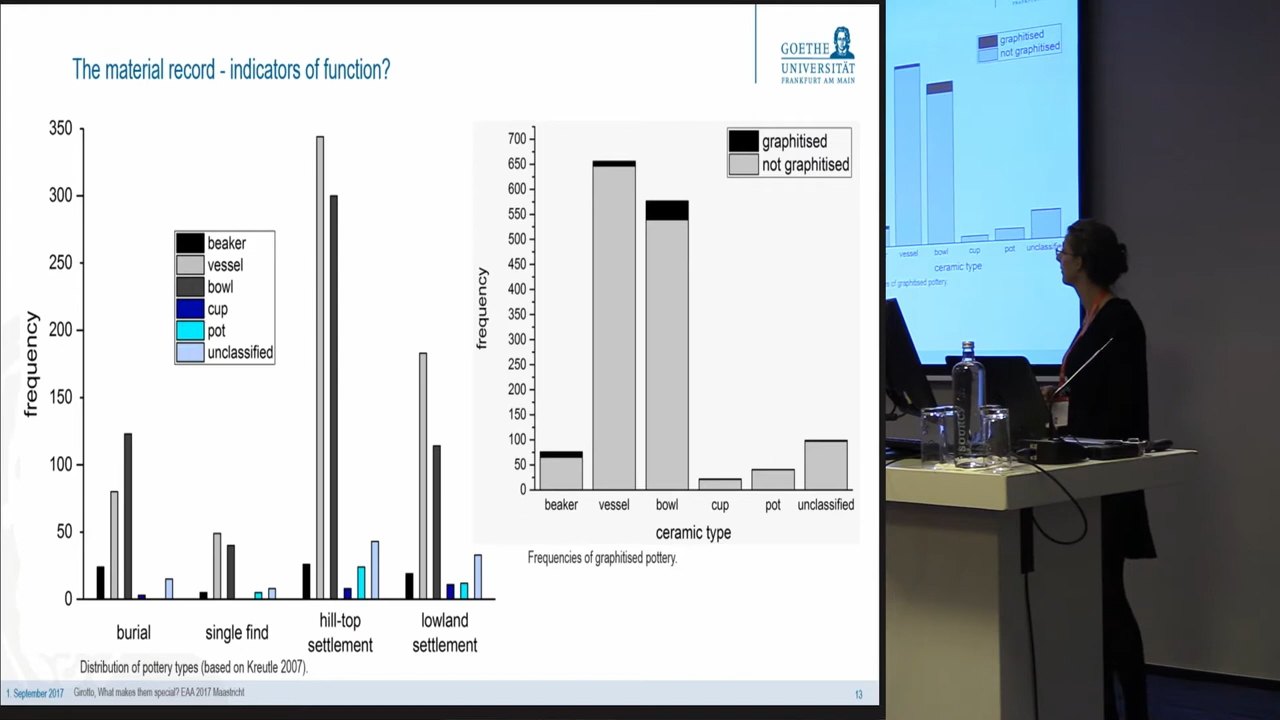 The material record - indicators of function?
GOETHE
UNIVERSITÄT
FRANKFURT AM MAIN
350
300
250
200
150
100
50
0
frequency
beaker
vessel
bowl
cup
pot
unclassified
burial
single find
hill-top
settlement
lowland
settlement
Distribution of pottery types (based on Kreutle 2007).
700
650
600
550
500
450
400
350
300
250
200
150
100
50
0
frequency
graphitised
not graphitised
beaker
vessel
bowl
cup
pot
unclassified
ceramic type
Frequencies of graphitised pottery.
1. September 2017
Girotto, What makes them special? EAA 2017 Maastricht
13
graphitised
not graphitised
vessel
bowl
cup
pot
ceramic type
of graphitised pottery.
SOURCE